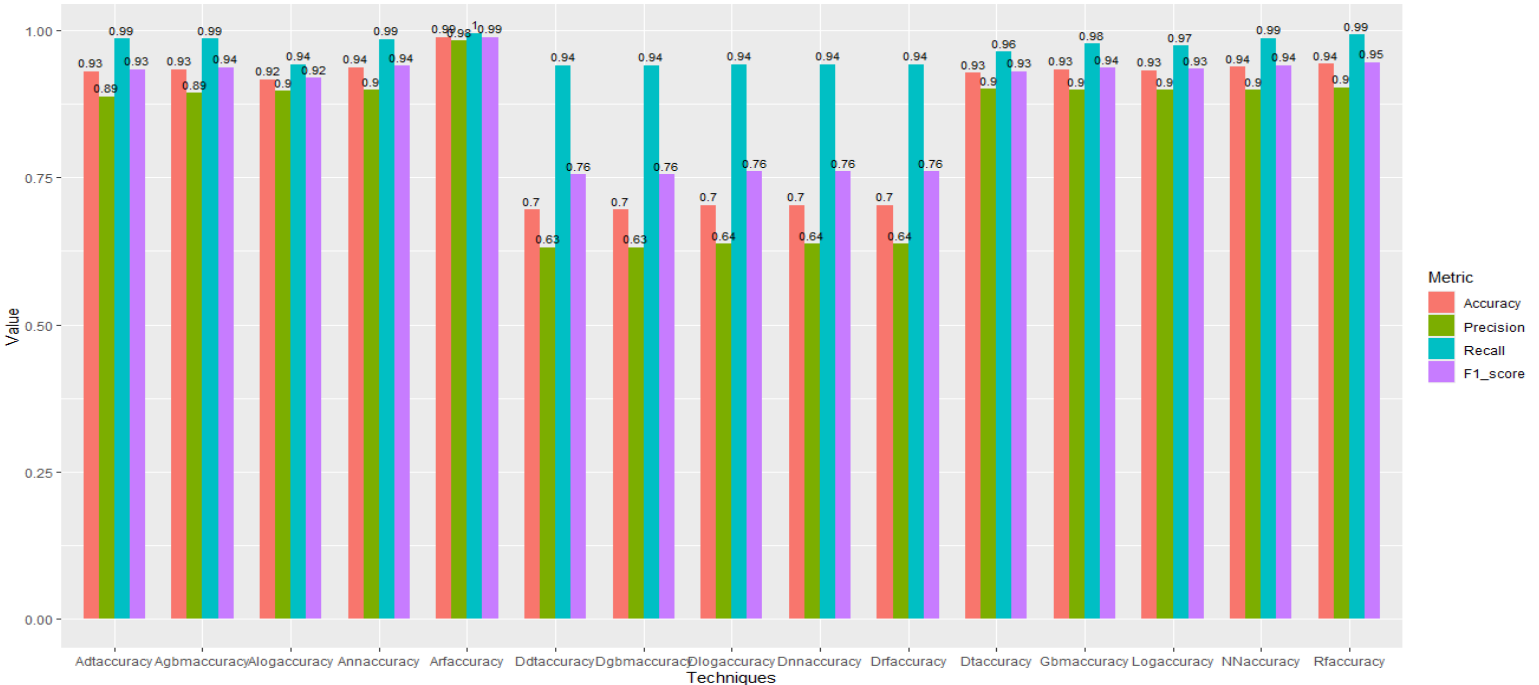 1.00
0.75
0.50
0.25
0.00
Value
0.93 0.89 0.99 0.93
0.93 0.89 0.99 0.94
0.92 0.9 0.94 0.92
0.94 0.9 0.99 0.94
0.99 0.98 1 0.99
0.7 0.63 0.94 0.76
0.7 0.63 0.94 0.76
0.7 0.64 0.94 0.76
0.7 0.64 0.94 0.76
0.7 0.64 0.94 0.76
0.93 0.9 0.96 0.93
0.93 0.9 0.98 0.94
0.93 0.9 0.97 0.93
0.94 0.9 0.99 0.94
0.94 0.9 0.99 0.95
Adtaccuracy Agbmaccuracy Alogaccuracy Annaccuracy Arfaccuracy Ddtaccuracy Dgbmaccuracy Dlogaccuracy Dnnaccuracy Drfaccuracy Dtaccuracy Gbmaccuracy Logaccuracy NNaccuracy Rfaccuracy
Techniques
Metric
Accuracy
Precision
Recall
F1_score